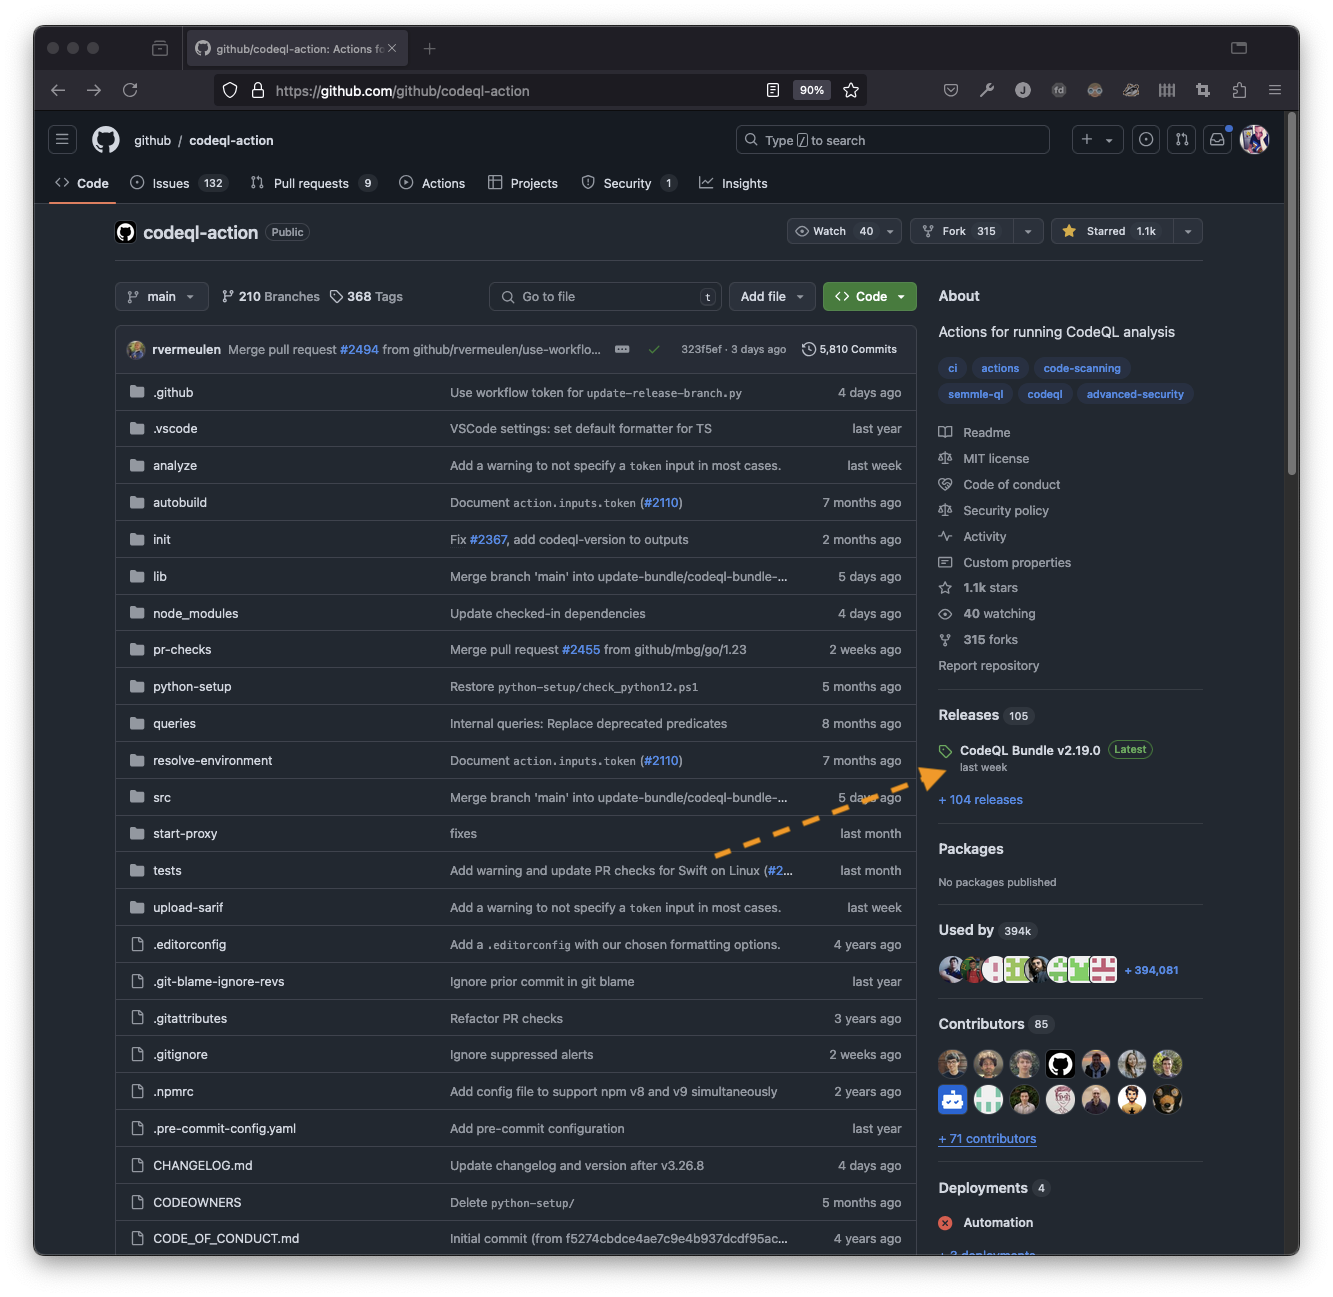 github/codeql-action: Actions fo
https://github.com/github/codeql-action
90%
J
fd
github / codeql-action
Type / to search
Code
Issues 132
Pull requests 9
Actions
Projects
Security 1
Insights
codeql-action Public
Watch 40
Fork 315
Starred 1.1k
main
210 Branches
368 Tags
Go to file t
Add file
Code
rvermeulen Merge pull request #2494 from github/rvermeulen/use-workflo... 323f5ef · 3 days ago 5,810 Commits
.github Use workflow token for update-release-branch.py 4 days ago
.vscode VSCode settings: set default formatter for TS last year
analyze Add a warning to not specify a token input in most cases. last week
autobuild Document action.inputs.token (#2110) 7 months ago
init Fix #2367, add codeql-version to outputs 2 months ago
lib Merge branch 'main' into update-bundle/codeql-bundle-... 5 days ago
node_modules Update checked-in dependencies 4 days ago
pr-checks Merge pull request #2455 from github/mbg/go/1.23 2 weeks ago
python-setup Restore python-setup/check_python12.ps1 5 months ago
queries Internal queries: Replace deprecated predicates 8 months ago
resolve-environment Document action.inputs.token (#2110) 7 months ago
src Merge branch 'main' into update-bundle/codeql-bundle-... 5 days ago
start-proxy fixes last month
tests Add warning and update PR checks for Swift on Linux (#2... last month
upload-sarif Add a warning to not specify a token input in most cases. last week
.editorconfig Add a .editorconfig with our chosen formatting options. 4 years ago
.git-blame-ignore-revs Ignore prior commit in git blame last year
.gitattributes Refactor PR checks 3 years ago
.gitignore Ignore suppressed alerts 2 weeks ago
.npmrc Add config file to support npm v8 and v9 simultaneously 2 years ago
.pre-commit-config.yaml Add pre-commit configuration last year
CHANGELOG.md Update changelog and version after v3.26.8 4 days ago
CODEOWNERS Delete python-setup/ 5 months ago
CODE_OF_CONDUCT.md Initial commit (from f5274cbdce4ae7c9e4b937dcdf95ac... 4 years ago
About
Actions for running CodeQL analysis
ci actions code-scanning
semmle-ql codeql advanced-security
Readme
MIT license
Code of conduct
Security policy
Activity
Custom properties
1.1k stars
40 watching
315 forks
Report repository
Releases 105
CodeQL Bundle v2.19.0 Latest
last week
+ 104 releases
Packages
No packages published
Used by 394k
+ 394,081
Contributors 85
+ 71 contributors
Deployments 4
Automation
+ 3 deployments